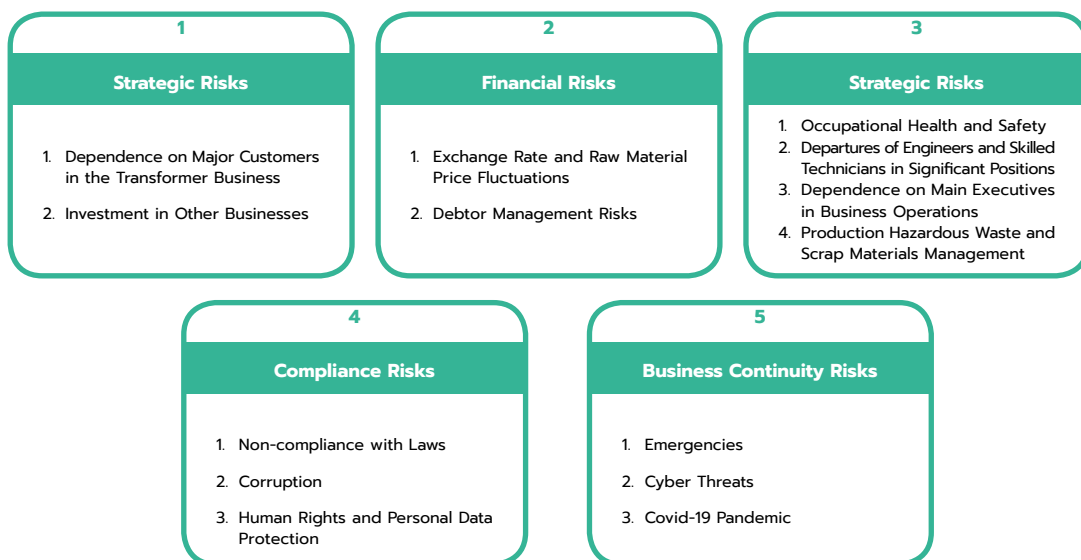 1
Strategic Risks
1. Dependence on Major Customers
in the Transformer Business
2. Investment in Other Businesses
2
Financial Risks
1. Exchange Rate and Raw Material
Price Fluctuations
2. Debtor Management Risks
3
Strategic Risks
1. Occupational Health and Safety
2. Departures of Engineers and Skilled
Technicians in Significant Positions
3. Dependence on Main Executives
in Business Operations
4. Production Hazardous Waste and
Scrap Materials Management
4
Compliance Risks
1. Non-compliance with Laws
2. Corruption
3. Human Rights and Personal Data
Protection
5
Business Continuity Risks
1. Emergencies
2. Cyber Threats
3. Covid-19 Pandemic